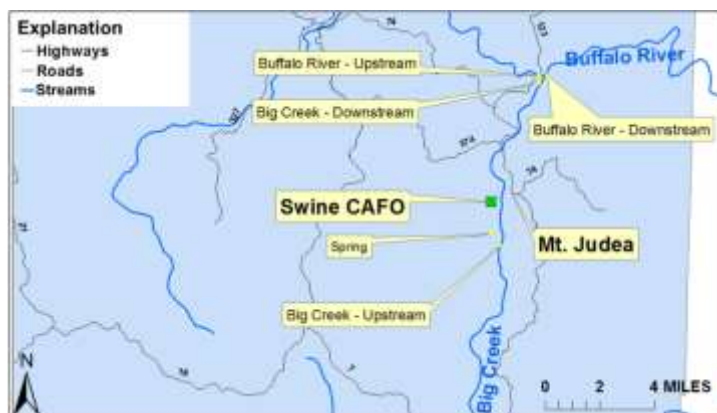 Explanation
Highways
Roads
Streams
Buffalo River
Buffalo River - Upstream
Big Creek - Downstream
Buffalo River - Downstream
Swine CAFO
Spring
Mt. Judea
Big Creek - Upstream
Big Creek
N
0 2 4 MILES